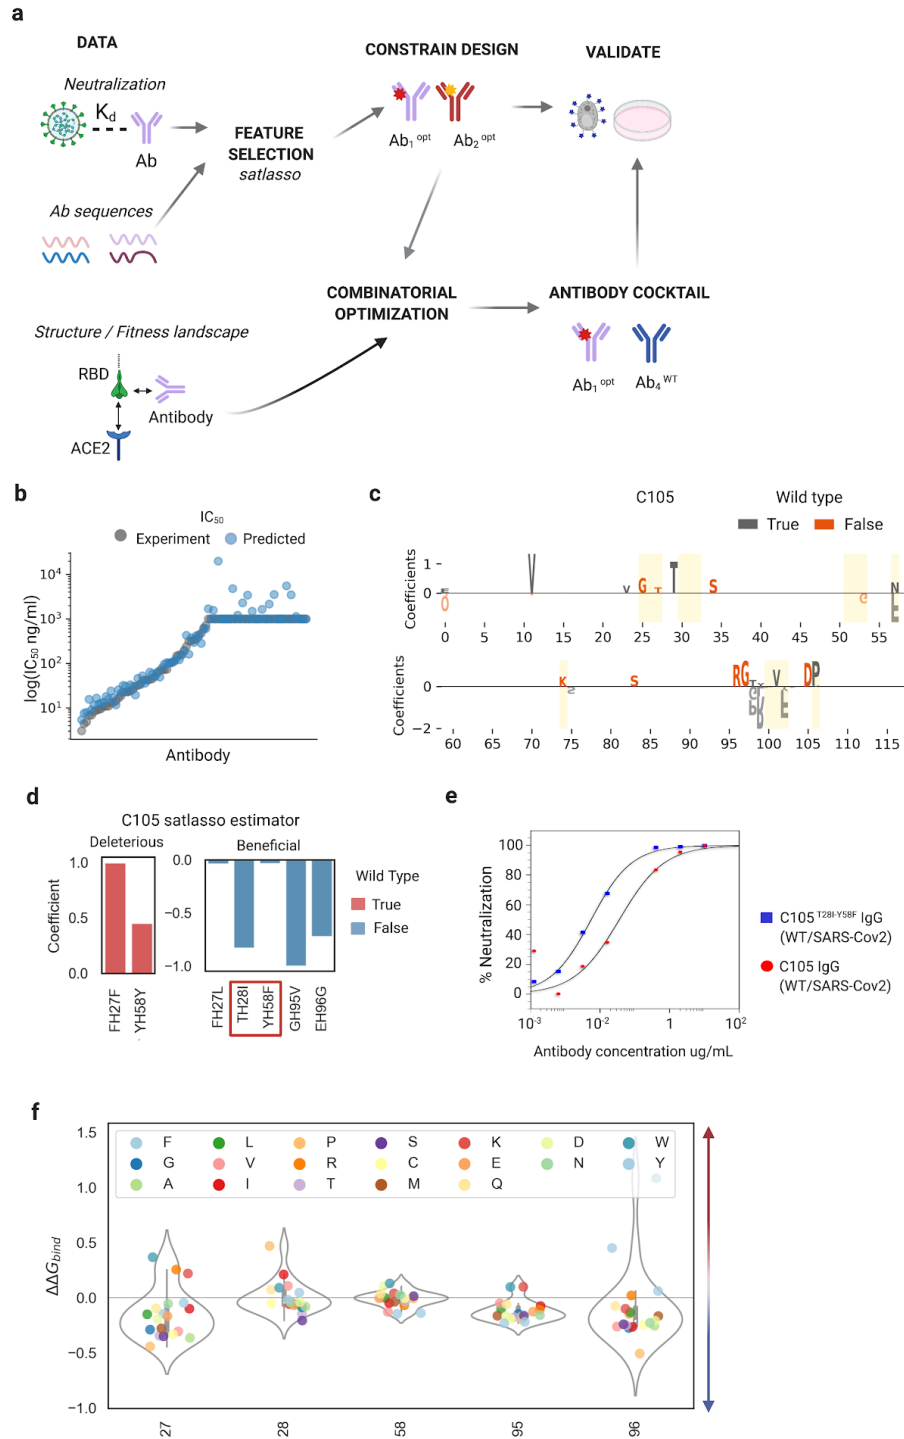 a
DATA
CONSTRAIN DESIGN
VALIDATE
Neutralization
Kd
Ab
FEATURE
SELECTION
satlasso
Ab1 opt
Ab2 opt
Ab sequences
COMBINATORIAL
OPTIMIZATION
ANTIBODY COCKTAIL
Structure / Fitness landscape
RBD
Antibody
ACE2
Ab1 opt
Ab4 WT
b
IC50
Experiment
Predicted
log(IC50 ng/ml)
10^4
10^3
10^2
10^1
Antibody
c
C105
Wild type
True
False
Coefficients
1
0
V
V
G
T
T
S
G
N
E
0 5 10 15 20 25 30 35 40 45 50 55
Coefficients
0
−2
K
S
RG
V
E
DP
60 65 70 75 80 85 90 95 100 105 110 115
d
C105 satlasso estimator
Deleterious
Beneficial
Coefficient
1.0
0.5
0.0
0.0
−0.5
−1.0
Wild Type
True
False
FH27F
YH58Y
FH27L
TH28I
YH58F
GH95V
EH96G
e
% Neutralization
100
80
60
40
20
0
10^-3
10^-2
1
10^2
Antibody concentration ug/mL
C105 T28I-Y58F IgG
(WT/SARS-Cov2)
C105 IgG
(WT/SARS-Cov2)
f
F L P S K D W
G V R C E N Y
A I T M Q
ΔΔGbind
1.5
1.0
0.5
0.0
−0.5
−1.0
27
28
58
95
96